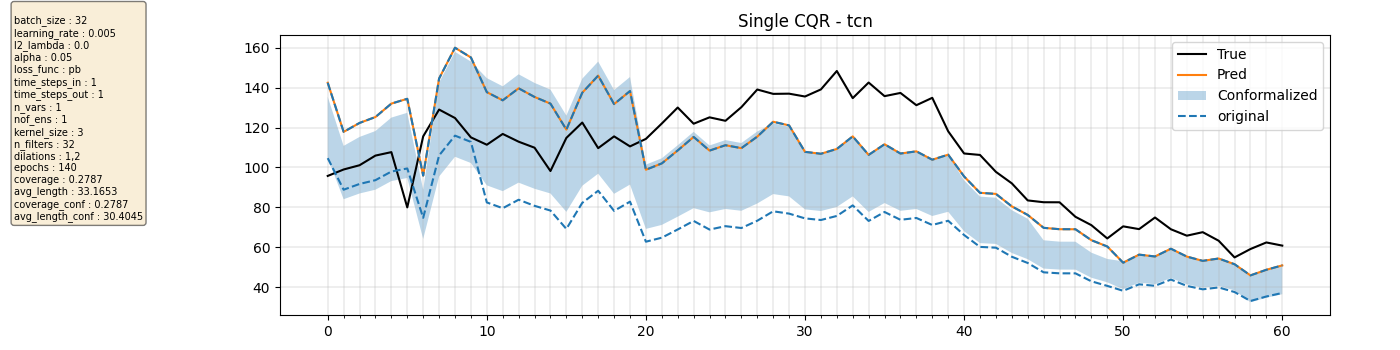 batch_size : 32
learning_rate : 0.005
l2_lambda : 0.0
alpha : 0.05
loss_func : pb
time_steps_in : 1
time_steps_out : 1
n_vars : 1
nof_ens : 1
kernel_size : 3
n_filters : 32
dilations : 1,2
epochs : 140
coverage : 0.2787
avg_length : 33.1653
coverage_conf : 0.2787
avg_length_conf : 30.4045
Single CQR - tcn
160
140
120
100
80
60
40
True
Pred
Conformalized
original
0 10 20 30 40 50 60